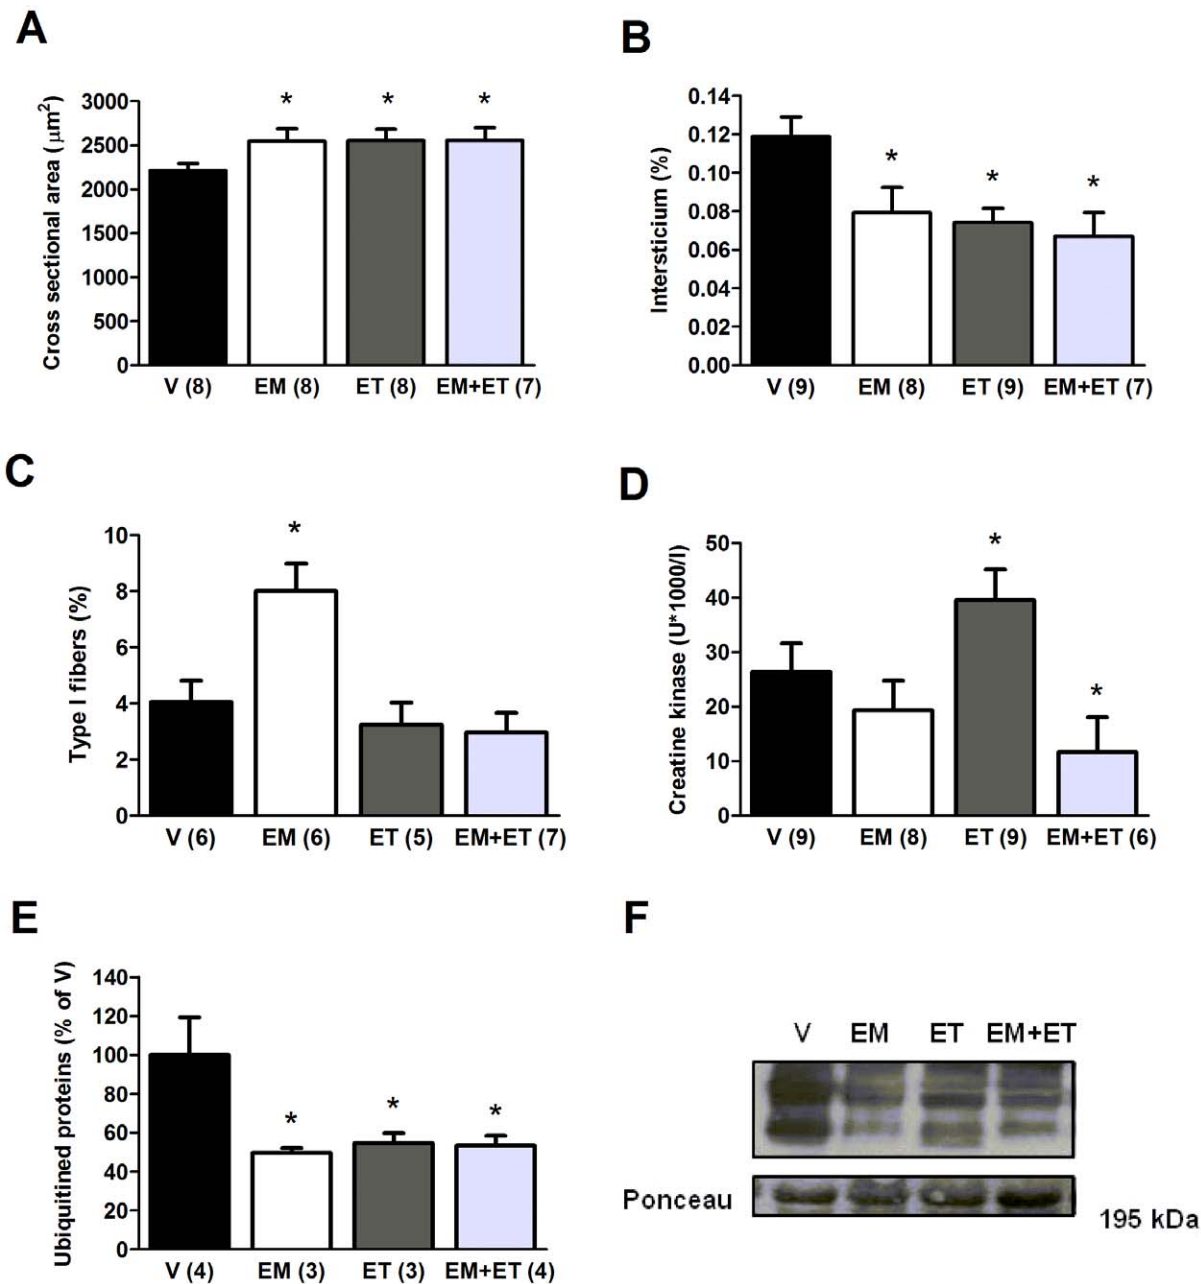 A
Cross sectional area (μm²)
3000
2500
2000
1500
1000
500
0
* * *
V (8) EM (8) ET (8) EM+ET (7)
B
Intersticium (%)
0.14
0.12
0.10
0.08
0.06
0.04
0.02
0.00
* * *
V (9) EM (8) ET (9) EM+ET (7)
C
Type I fibers (%)
10
8
6
4
2
0
*
V (6) EM (6) ET (5) EM+ET (7)
D
Creatine kinase (U*1000/l)
50
40
30
20
10
0
* *
V (9) EM (8) ET (9) EM+ET (6)
E
Ubiquitined proteins (% of V)
140
120
100
80
60
40
20
0
* * *
V (4) EM (3) ET (3) EM+ET (4)
F
V EM ET EM+ET
Ponceau
195 kDa